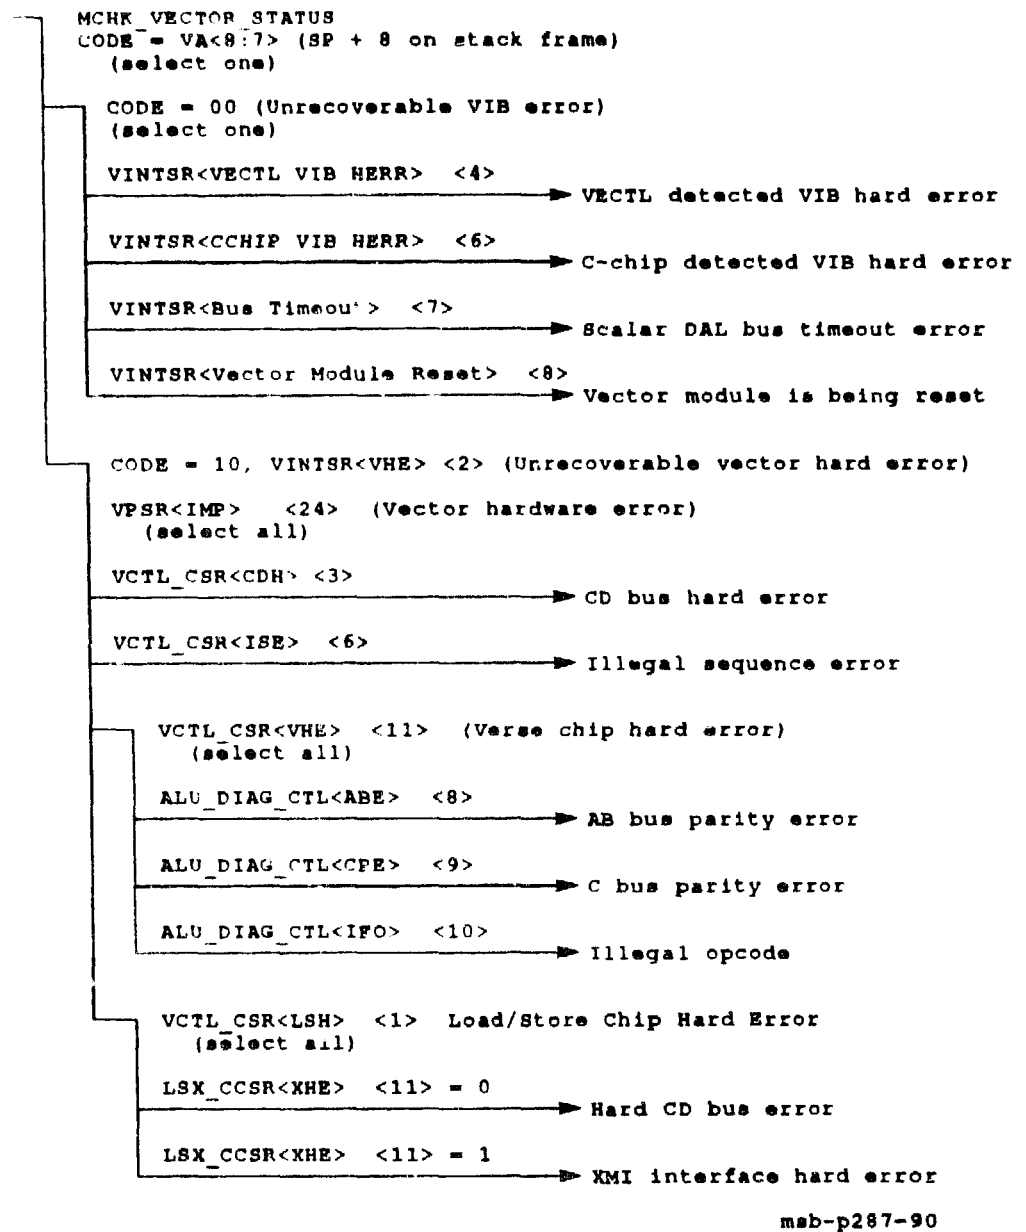 MCHK_VECTOR_STATUS
CODE = VA<8:7> (SP + 8 on stack frame)
(select one)
CODE = 00 (Unrecoverable VIB error)
(select one)
VINTSR<VECTL VIB HERR> <4>
VECTL detected VIB hard error
VINTSR<CCHIP VIB HERR> <6>
C-chip detected VIB hard error
VINTSR<Bus Timeout> <7>
Scalar DAL bus timeout error
VINTSR<Vector Module Reset> <8>
Vector module is being reset
CODE = 10, VINTSR<VHE> <2> (Unrecoverable vector hard error)
VPSR<IMP> <24> (Vector hardware error)
(select all)
VCTL_CSR<CDH> <3>
CD bus hard error
VCTL_CSR<ISE> <6>
Illegal sequence error
VCTL_CSR<VHE> <11> (Verse chip hard error)
(select all)
ALU_DIAG_CTL<ABE> <8>
AB bus parity error
ALU_DIAG_CTL<CPE> <9>
C bus parity error
ALU_DIAG_CTL<IFO> <10>
Illegal opcode
VCTL_CSR<LSH> <1> Load/Store Chip Hard Error
(select all)
LSX_CCSR<XHE> <11> = 0
Hard CD bus error
LSX_CCSR<XHE> <11> = 1
XMI interface hard error
msb-p287-90